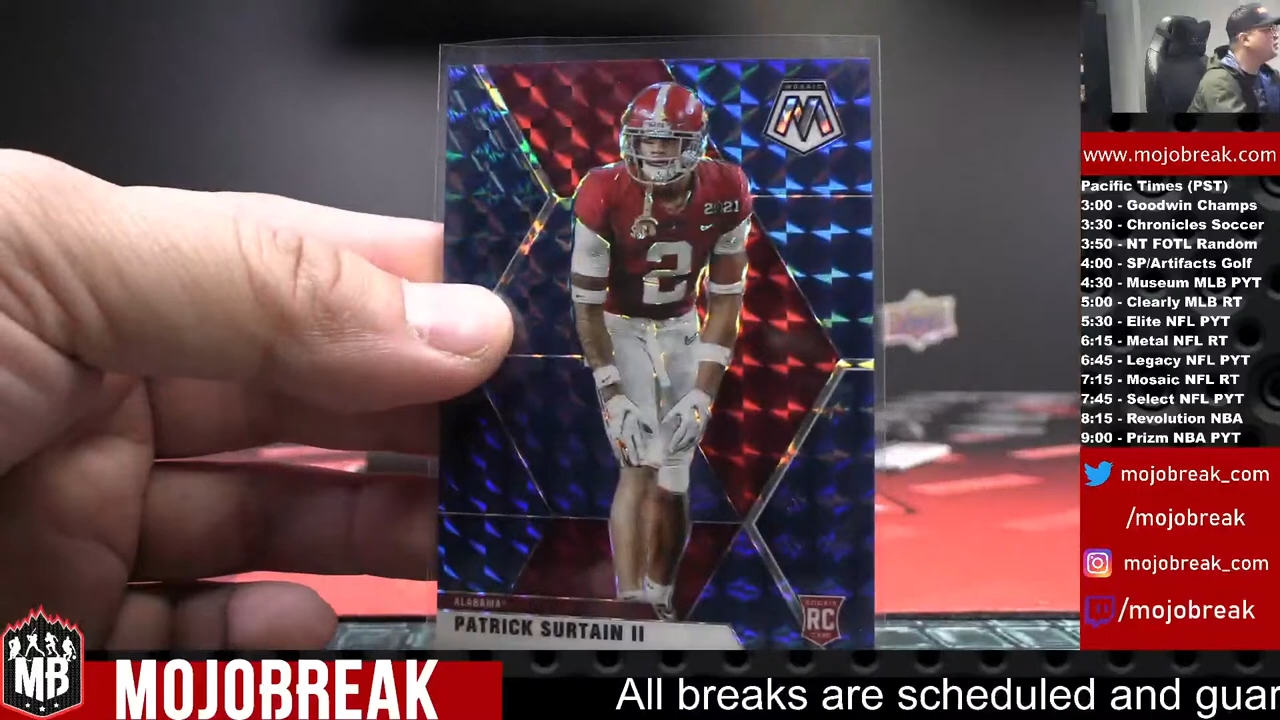 MOSAIC
M
2021
2
ALABAMA
PATRICK SURTAIN II
ROOKIE
RC
CARD
www.mojobreak.com
Pacific Times (PST)
3:00 - Goodwin Champs
3:30 - Chronicles Soccer
3:50 - NT FOTL Random
4:00 - SP/Artifacts Golf
4:30 - Museum MLB PYT
5:00 - Clearly MLB RT
5:30 - Elite NFL PYT
6:15 - Metal NFL RT
6:45 - Legacy NFL PYT
7:15 - Mosaic NFL RT
7:45 - Select NFL PYT
8:15 - Revolution NBA
9:00 - Prizm NBA PYT
mojobreak_com
/mojobreak
mojobreak_com
/mojobreak
MB
MOJOBREAK
All breaks are scheduled and guar